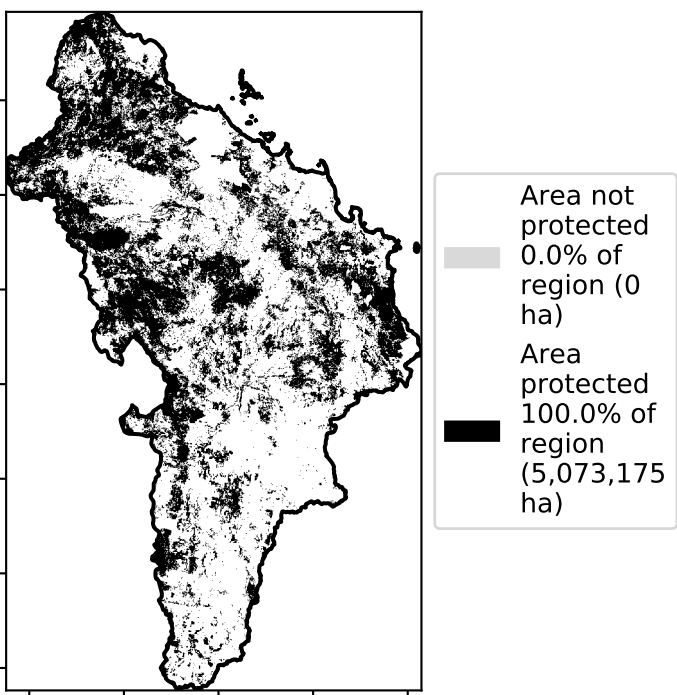 Area not
protected
0.0% of
region (0
ha)
Area
protected
100.0% of
region
(5,073,175
ha)